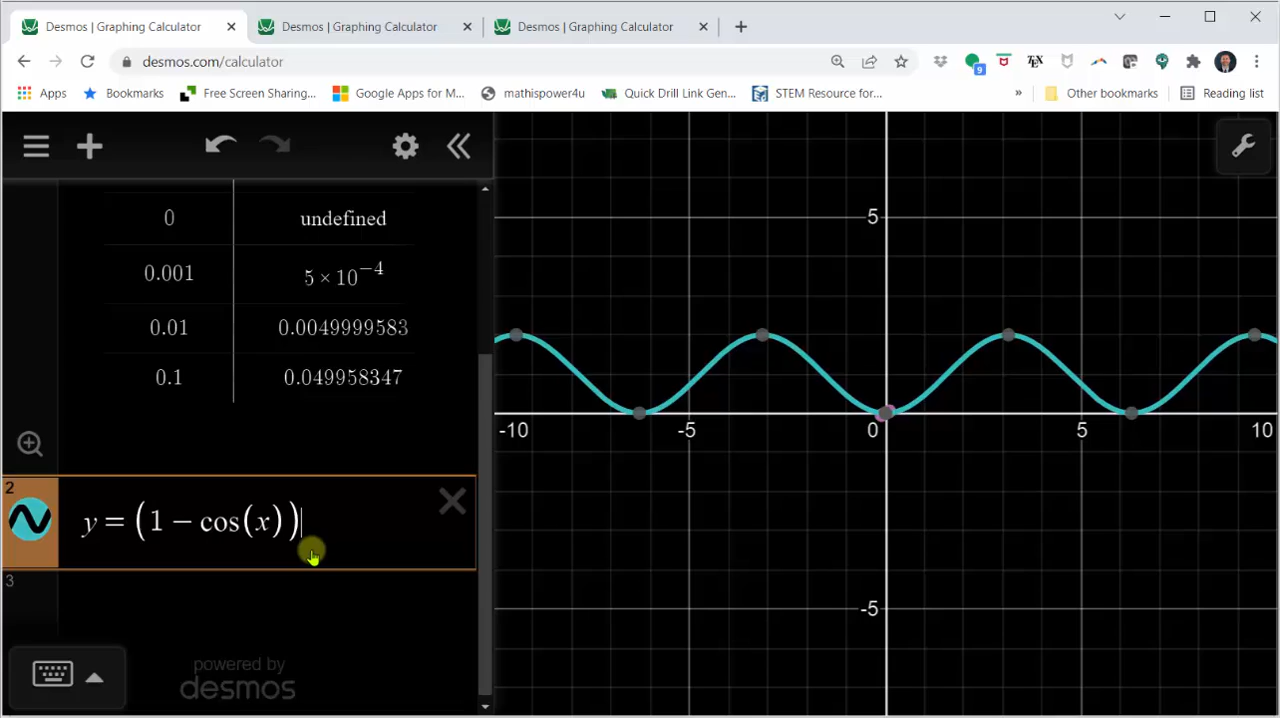 Desmos | Graphing Calculator
Desmos | Graphing Calculator
Desmos | Graphing Calculator
desmos.com/calculator
9
TEX
Apps
Bookmarks
Free Screen Sharing...
Google Apps for M...
mathispower4u
Quick Drill Link Gen...
STEM Resource for...
»
Other bookmarks
Reading list
0 undefined
0.001 5 × 10⁻⁴
0.01 0.0049999583
0.1 0.049958347
2
y = (1 − cos(x))
3
powered by
desmos
5
-10 -5 0 5 10
-5